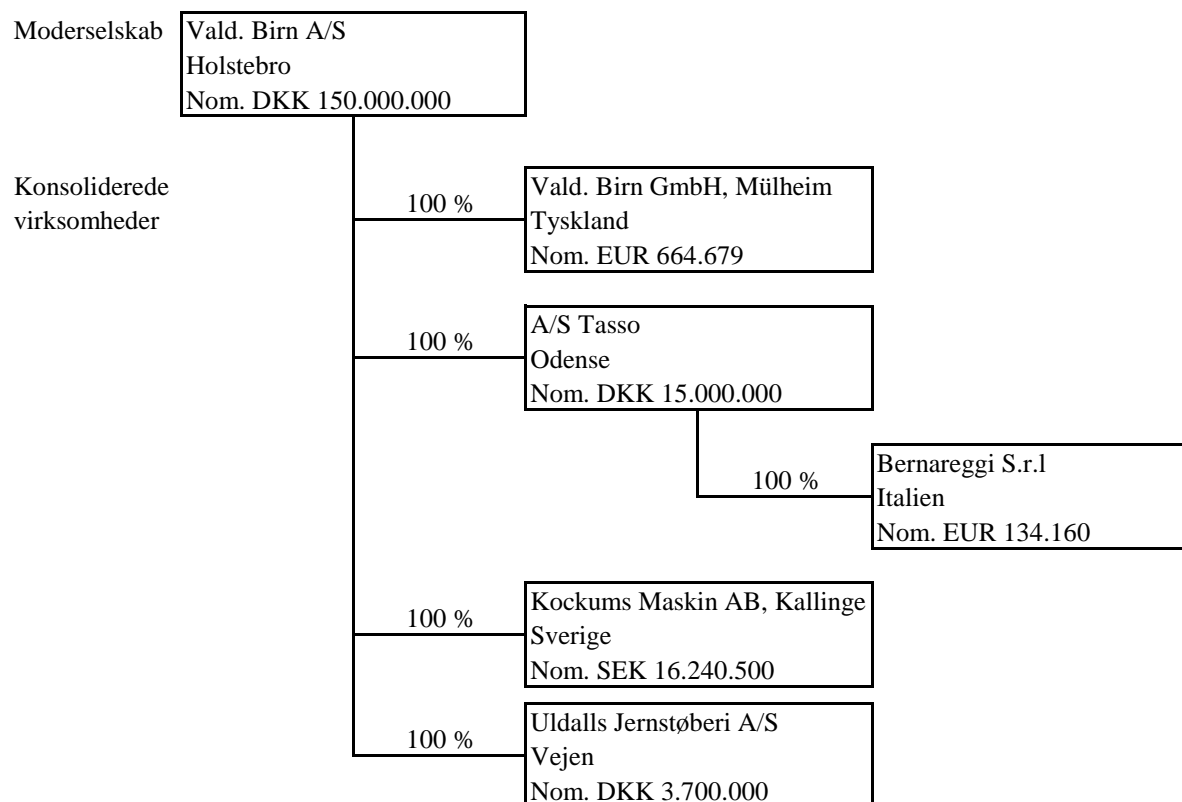 Moderselskab
Vald. Birn A/S
Holstebro
Nom. DKK 150.000.000
Konsoliderede
virksomheder
100 %
Vald. Birn GmbH, Mülheim
Tyskland
Nom. EUR 664.679
100 %
A/S Tasso
Odense
Nom. DKK 15.000.000
100 %
Bernareggi S.r.l
Italien
Nom. EUR 134.160
100 %
Kockums Maskin AB, Kallinge
Sverige
Nom. SEK 16.240.500
100 %
Uldalls Jernstøberi A/S
Vejen
Nom. DKK 3.700.000